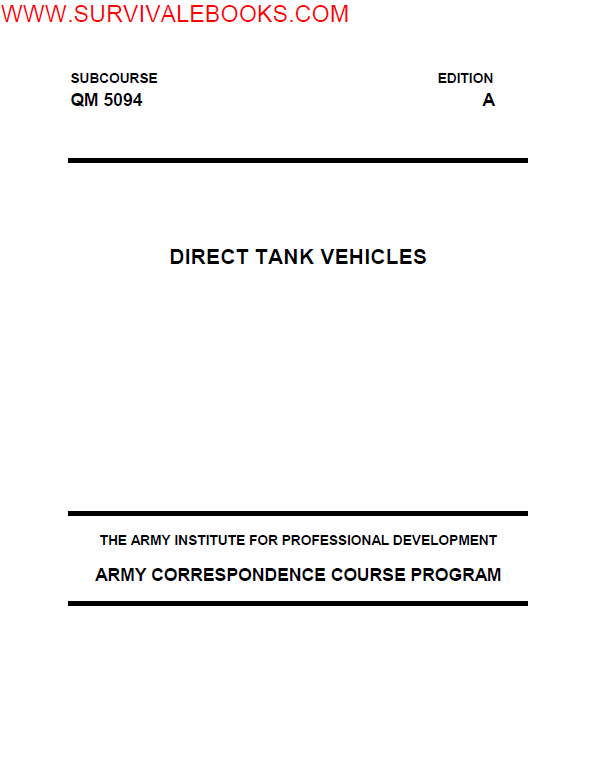 WWW.SURVIVALEBOOKS.COM
SUBCOURSE EDITION
QM 5094 A
DIRECT TANK VEHICLES
THE ARMY INSTITUTE FOR PROFESSIONAL DEVELOPMENT
ARMY CORRESPONDENCE COURSE PROGRAM